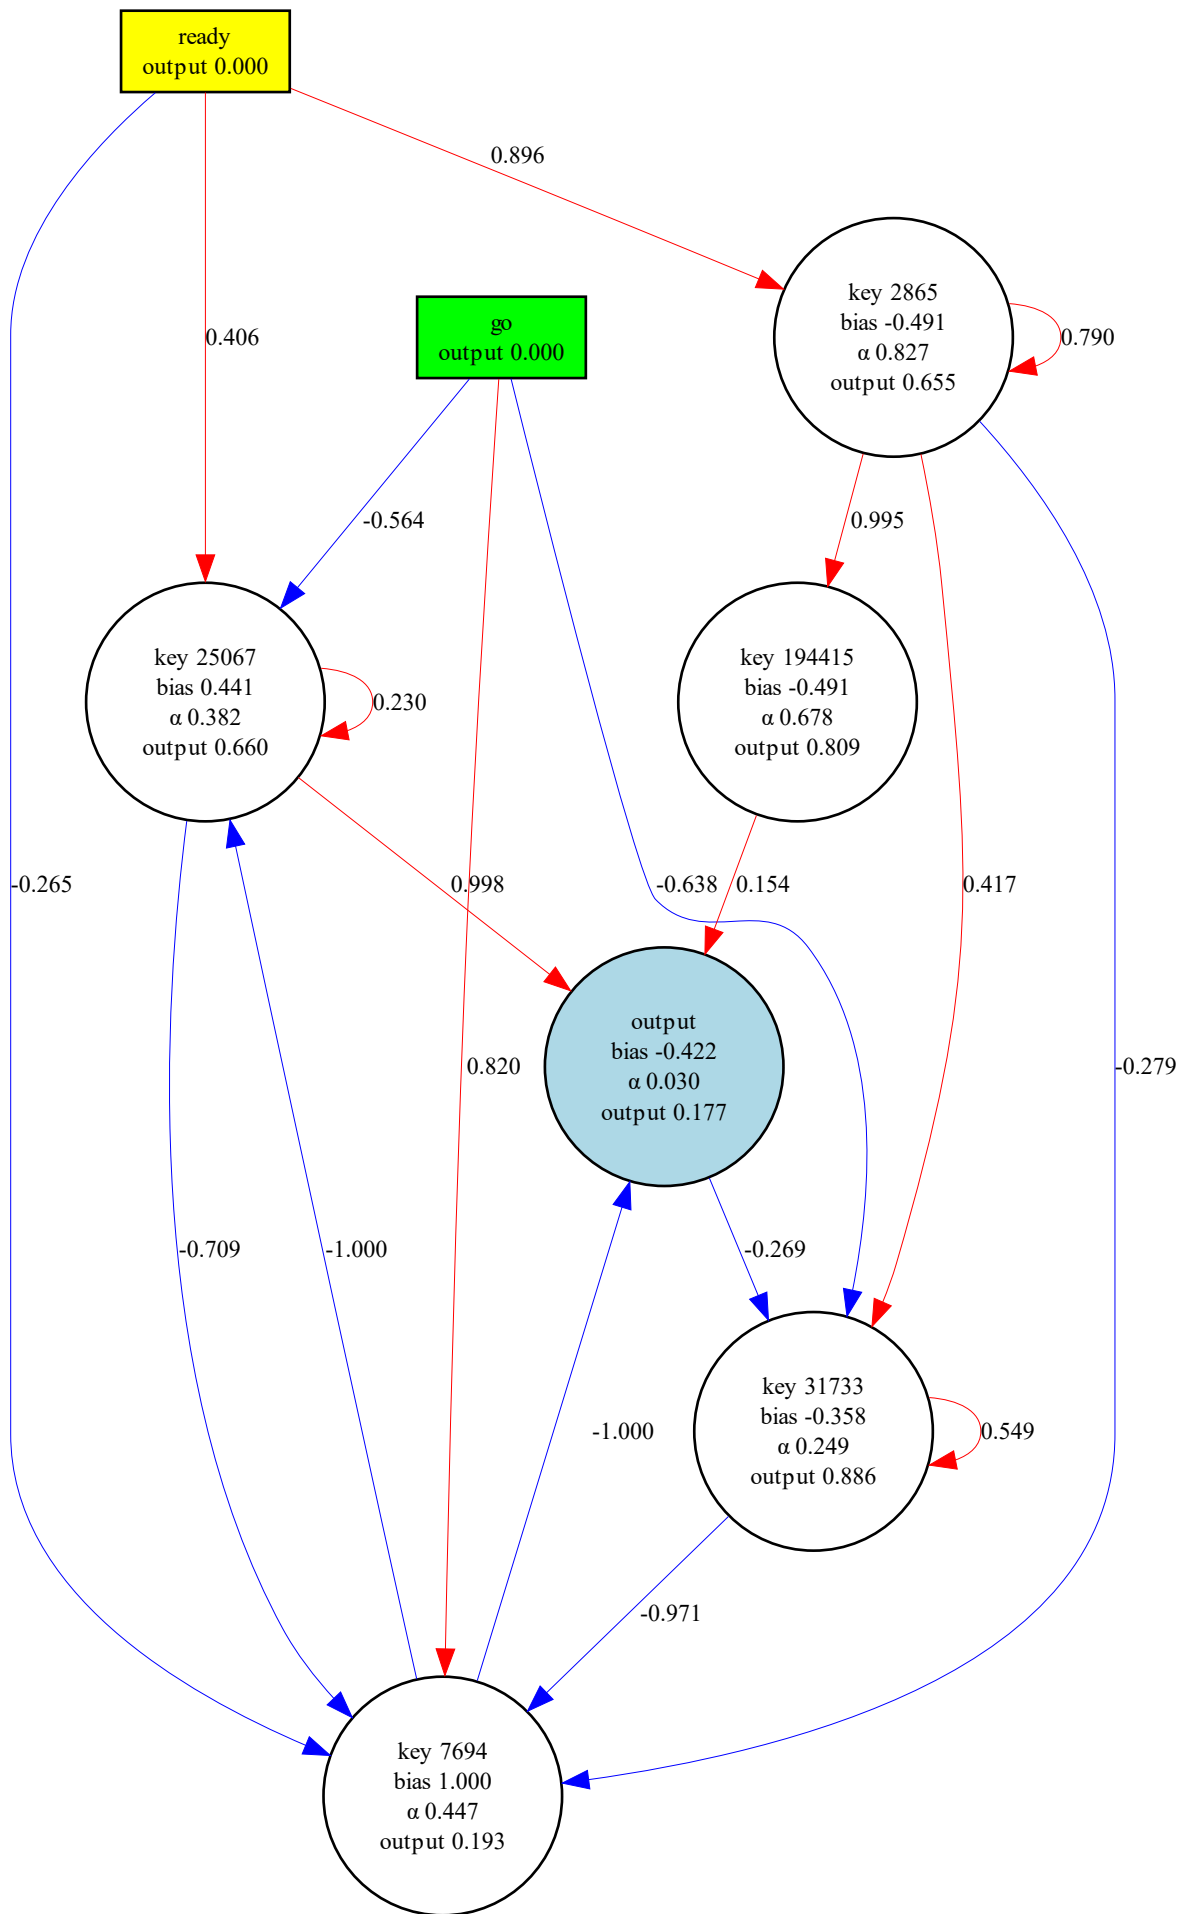 ready
output 0.000
0.896
key 2865
bias -0.491
α 0.827
output 0.655
0.790
go
output 0.000
0.406
-0.564
0.995
key 25067
bias 0.441
α 0.382
output 0.660
0.230
key 194415
bias -0.491
α 0.678
output 0.809
-0.265
0.998
-0.638
0.154
0.417
output
bias -0.422
α 0.030
output 0.177
0.820
-0.279
-0.709
-1.000
-0.269
key 31733
bias -0.358
α 0.249
output 0.886
-1.000
0.549
-0.971
key 7694
bias 1.000
α 0.447
output 0.193